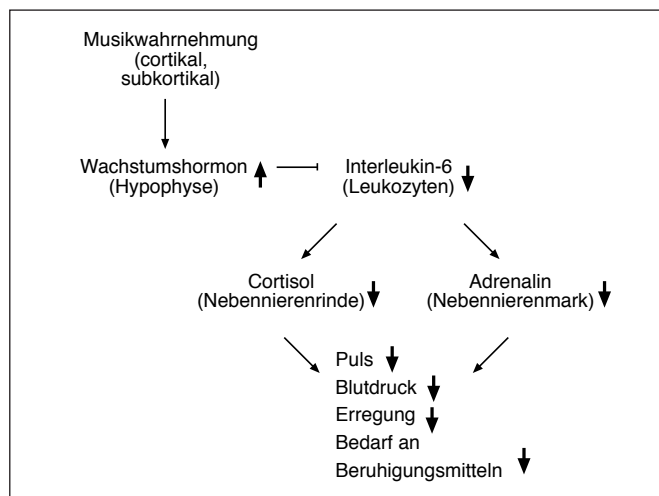 Musikwahrnehmung
(cortikal,
subkortikal)
Wachstumshormon
(Hypophyse)
Interleukin-6
(Leukozyten)
Cortisol
(Nebennierenrinde)
Adrenalin
(Nebennierenmark)
Puls
Blutdruck
Erregung
Bedarf an
Beruhigungsmitteln